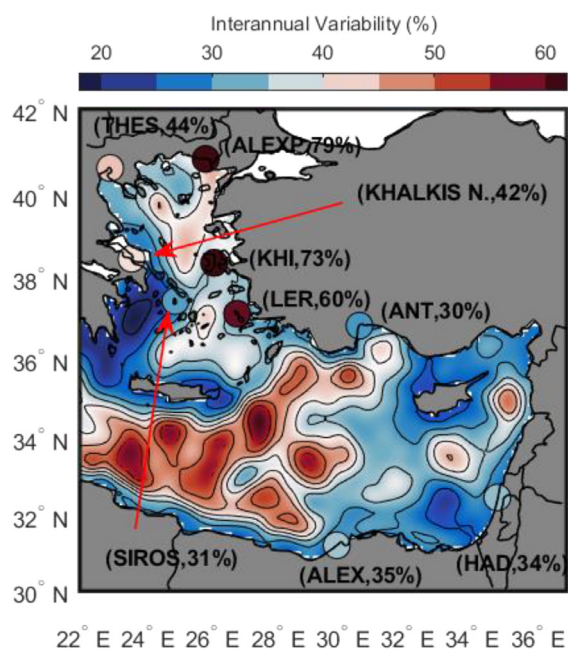 Interannual Variability (%)
20 30 40 50 60
42° N
(THES,44%)
(ALEXP,79%)
40° N
(KHALKIS N.,42%)
(KHI,73%)
38° N
(LER,60%)
(ANT,30%)
36° N
34° N
32° N
(SIROS,31%)
(ALEX,35%)
(HAD,34%)
30° N
22° E 24° E 26° E 28° E 30° E 32° E 34° E 36° E